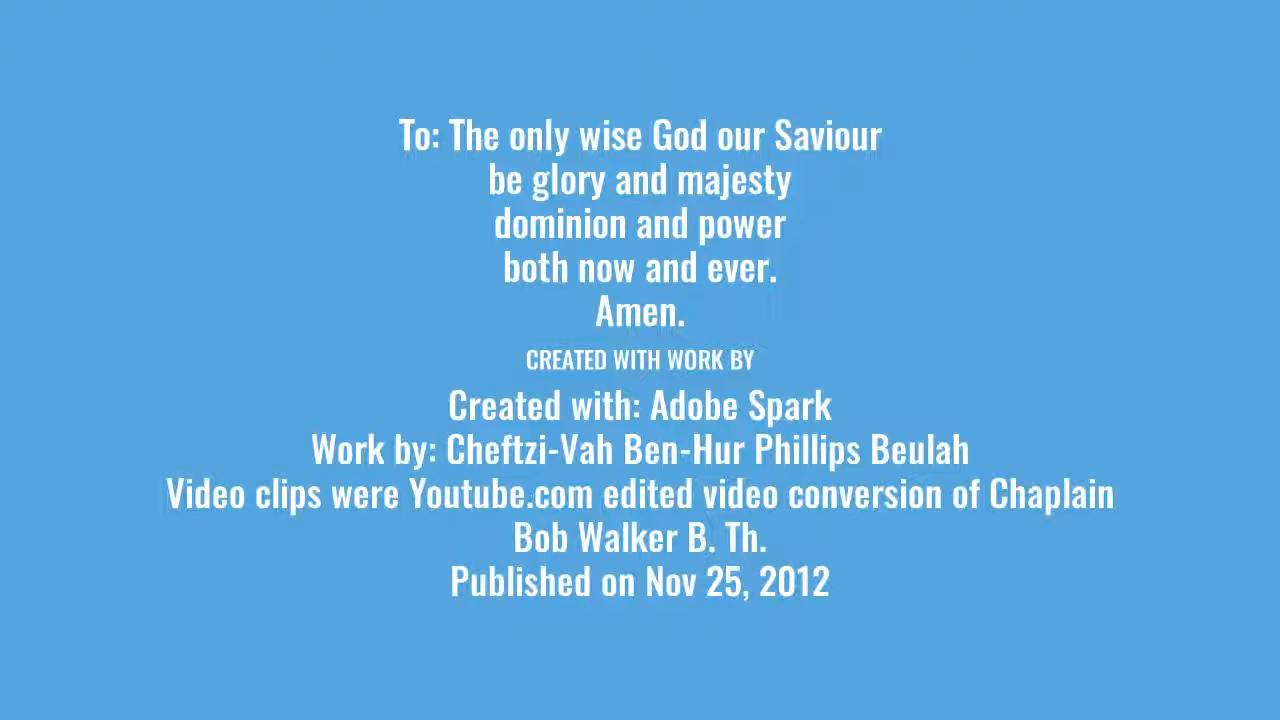 To: The only wise God our Saviour
be glory and majesty
dominion and power
both now and ever.
Amen.
CREATED WITH WORK BY
Created with: Adobe Spark
Work by: Cheftzi-Vah Ben-Hur Phillips Beulah
Video clips were Youtube.com edited video conversion of Chaplain
Bob Walker B. Th.
Published on Nov 25, 2012